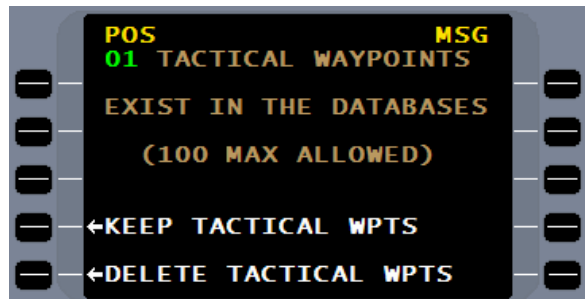 POS MSG
01 TACTICAL WAYPOINTS
EXIST IN THE DATABASES
(100 MAX ALLOWED)
←KEEP TACTICAL WPTS
←DELETE TACTICAL WPTS